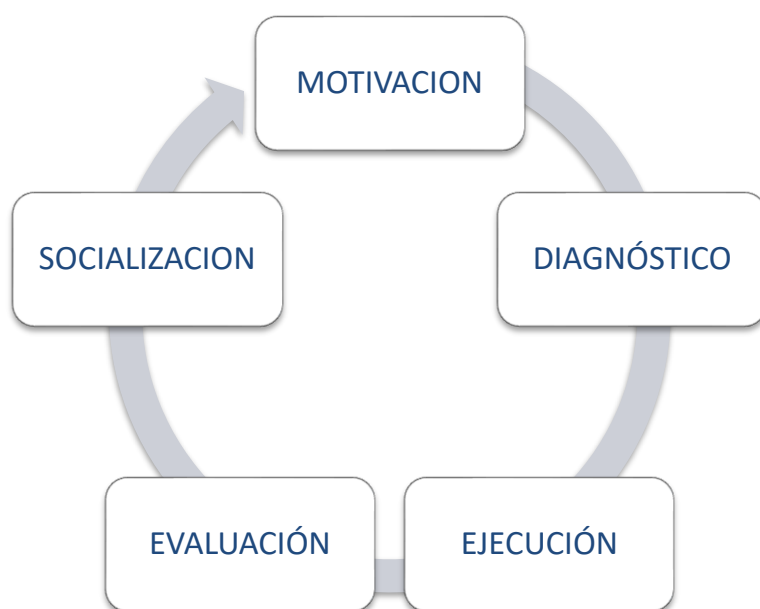 MOTIVACION
DIAGNÓSTICO
EJECUCIÓN
EVALUACIÓN
SOCIALIZACION